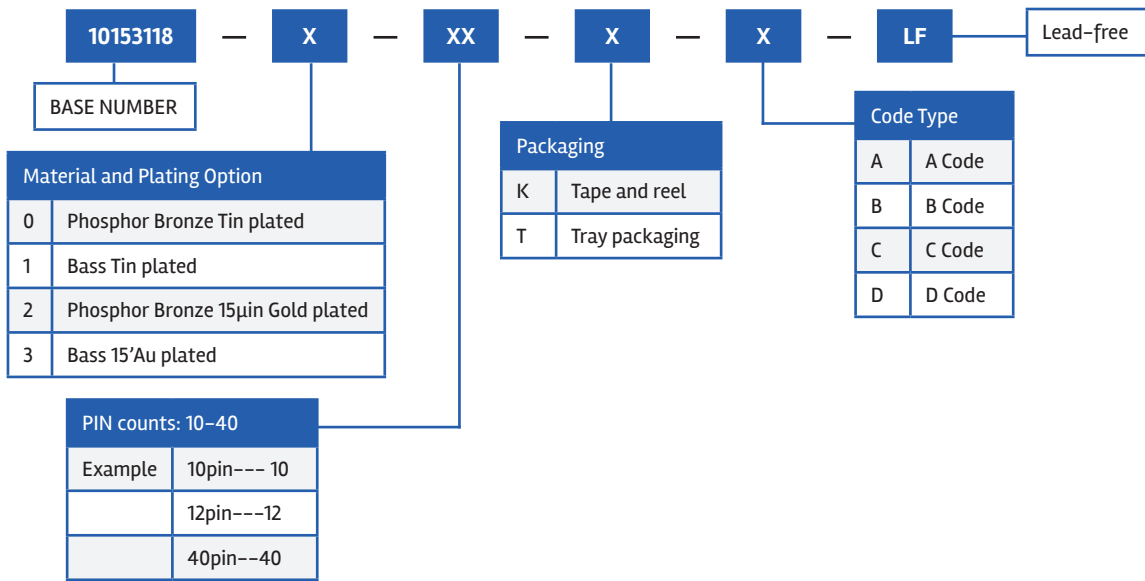 10153118 — X — XX — X — X — LF
Lead-free
BASE NUMBER
Material and Plating Option
0 Phosphor Bronze Tin plated
1 Bass Tin plated
2 Phosphor Bronze 15µin Gold plated
3 Bass 15’Au plated
PIN counts: 10–40
Example 10pin––– 10
12pin–––12
40pin––40
Packaging
K Tape and reel
T Tray packaging
Code Type
A A Code
B B Code
C C Code
D D Code